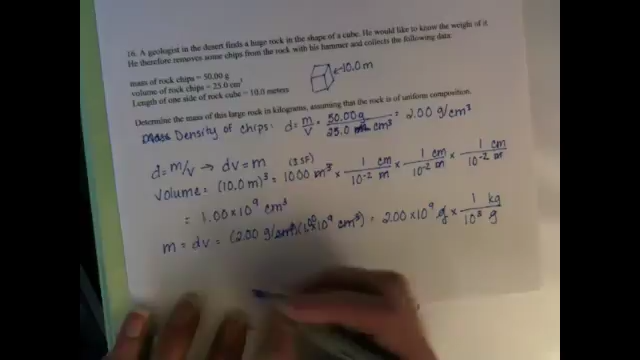 16. A geologist in the desert finds a huge rock in the shape of a cube. He would like to know the weight of it.
He therefore removes some chips from the rock with his hammer and collects the following data:
10.0 m
mass of rock chips = 50.00 g
volume of rock chips = 25.0 cm³
Length of one side of rock cube = 10.0 meters
Determine the mass of this large rock in kilograms, assuming that the rock is of uniform composition.
Density of chips: d = m/v = 50.00 g / 25.0 cm³ = 2.00 g/cm³
d = m/v → dv = m (3 SF)
Volume = (10.0 m)³ = 1000 m³ × 1 cm / 10⁻² m × 1 cm / 10⁻² m × 1 cm / 10⁻² m
= 1.00 × 10⁹ cm³
m = dv = (2.00 g/cm³)(1.00 × 10⁹ cm³) = 2.00 × 10⁹ g × 1 kg / 10³ g